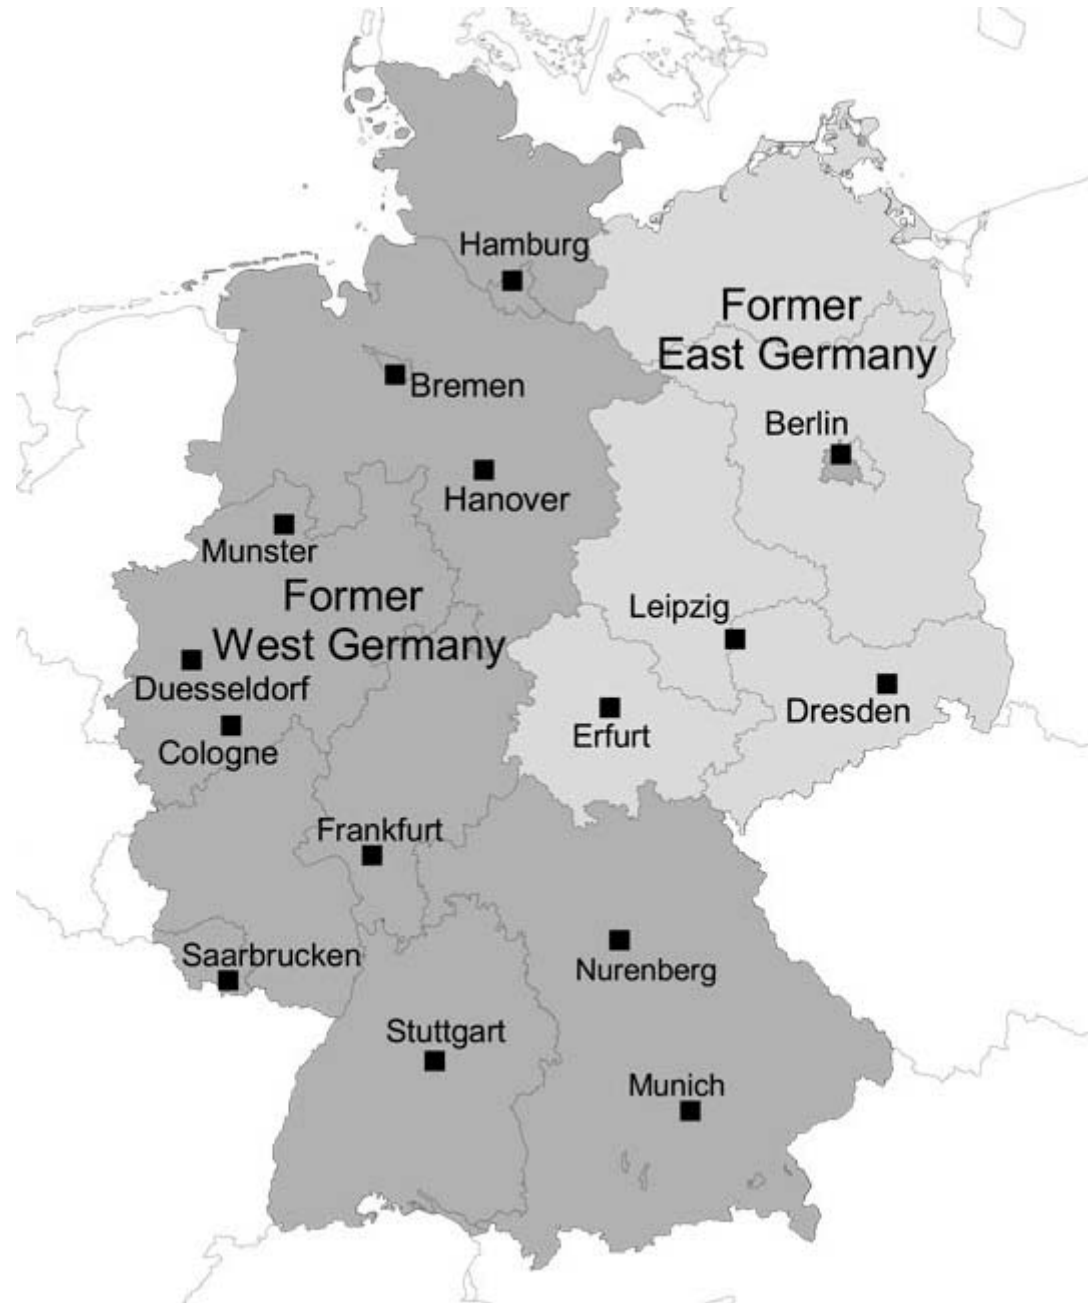 Hamburg
Former
East Germany
Bremen
Berlin
Hanover
Munster
Former
West Germany
Leipzig
Duesseldorf
Dresden
Erfurt
Cologne
Frankfurt
Saarbrucken
Nurenberg
Stuttgart
Munich